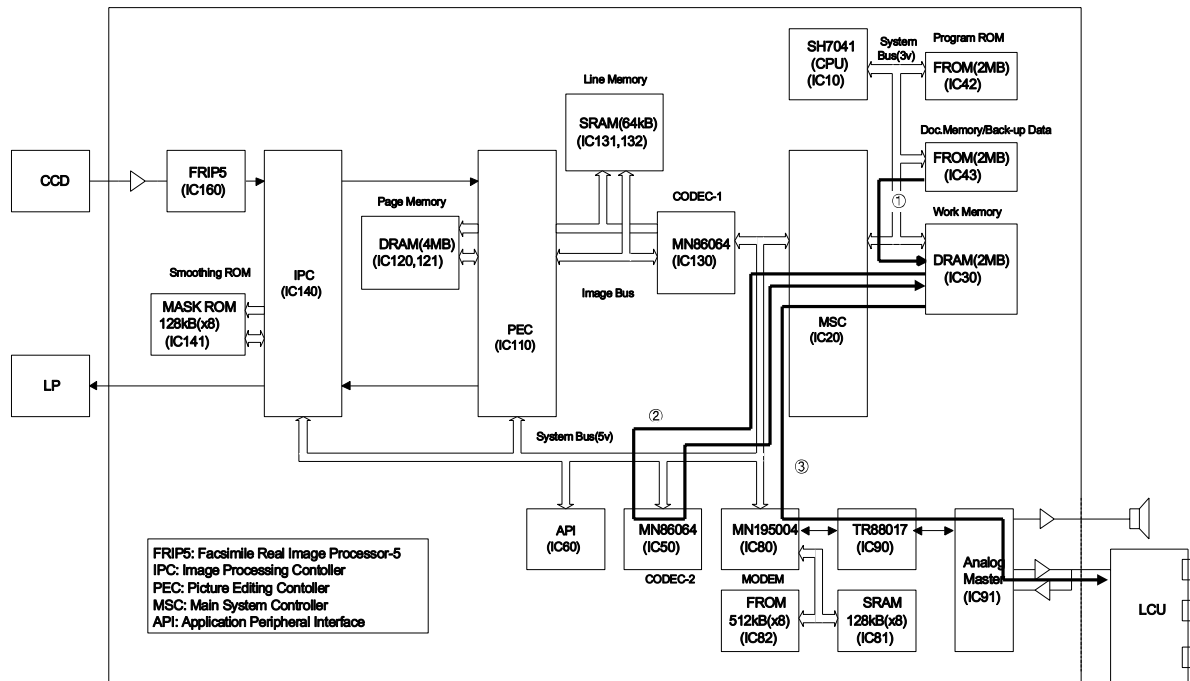 SH7041
(CPU)
(IC10)
System
Bus(3v)
Program ROM
FROM(2MB)
(IC42)
Line Memory
SRAM(64kB)
(IC131,132)
Doc.Memory/Back-up Data
FROM(2MB)
(IC43)
①
CCD
FRIP5
(IC160)
Page Memory
DRAM(4MB)
(IC120,121)
CODEC-1
MN86064
(IC130)
Work Memory
DRAM(2MB)
(IC30)
Smoothing ROM
MASK ROM
128kB(x8)
(IC141)
IPC
(IC140)
Image Bus
PEC
(IC110)
MSC
(IC20)
LP
②
System Bus(5v)
③
API
(IC60)
MN86064
(IC50)
CODEC-2
MN195004
(IC80)
MODEM
TR88017
(IC90)
Analog
Master
(IC91)
LCU
FROM
512kB(x8)
(IC82)
SRAM
128kB(x8)
(IC81)
FRIP5: Facsimile Real Image Processor-5
IPC: Image Processing Contoller
PEC: Picture Editing Contoller
MSC: Main System Controller
API: Application Peripheral Interface